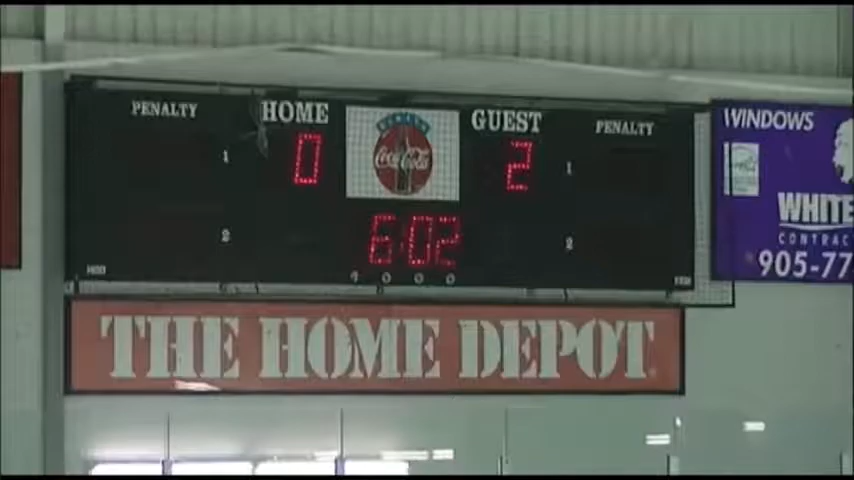 PENALTY HOME GUEST PENALTY
Coca-Cola
1 0 2 1
6:02
2 2
THE HOME DEPOT
WINDOWS
WHITE
CONTRAC
905-77